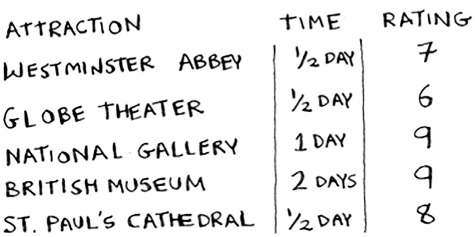 ATTRACTION TIME RATING
WESTMINSTER ABBEY 1/2 DAY 7
GLOBE THEATER 1/2 DAY 6
NATIONAL GALLERY 1 DAY 9
BRITISH MUSEUM 2 DAYS 9
ST. PAUL'S CATHEDRAL 1/2 DAY 8